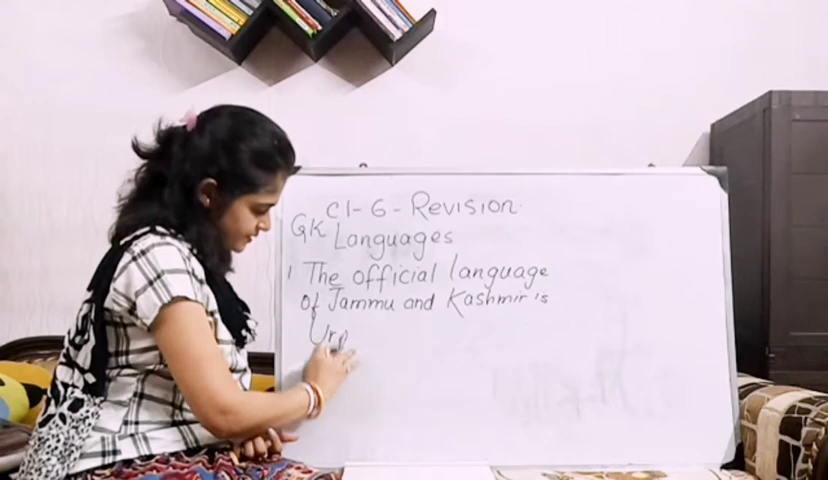 Cl-6-Revision.
GK Languages
1 The official language
of Jammu and Kashmir is